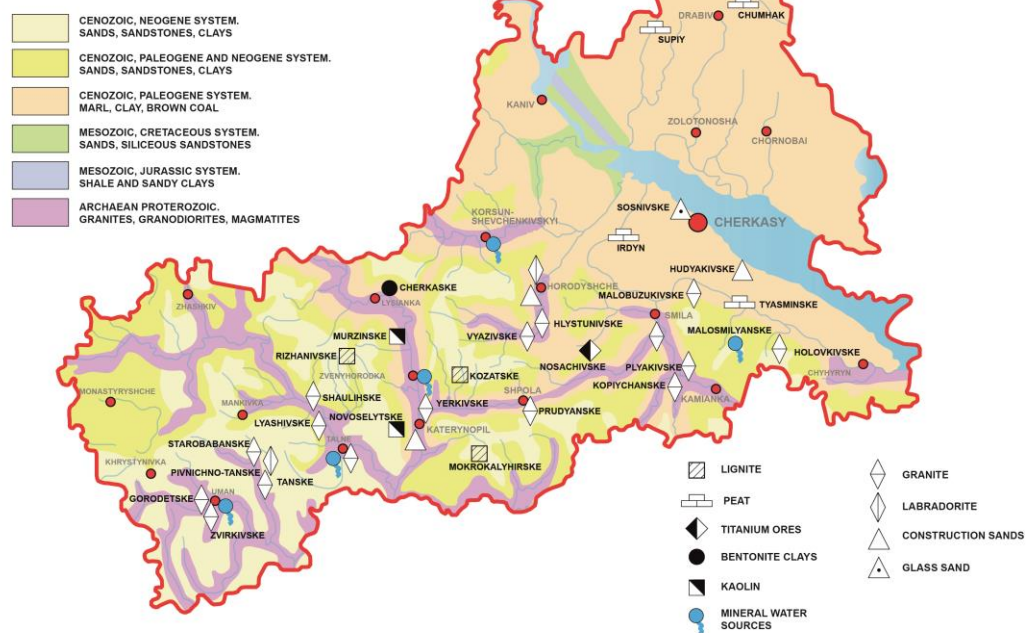 CENOZOIC, NEOGENE SYSTEM.
SANDS, SANDSTONES, CLAYS
CENOZOIC, PALEOGENE AND NEOGENE SYSTEM.
SANDS, SANDSTONES, CLAYS
CENOZOIC, PALEOGENE SYSTEM.
MARL, CLAY, BROWN COAL
MESOZOIC, CRETACEOUS SYSTEM.
SANDS, SILICEOUS SANDSTONES
MESOZOIC, JURASSIC SYSTEM.
SHALE AND SANDY CLAYS
ARCHAEAN PROTEROZOIC.
GRANITES, GRANODIORITES, MAGMATITES
DRABIV
CHUMHAK
SUPIY
KANIV
ZOLOTONOSHA
CHORNOBAI
SOSNIVSKE
CHERKASY
KORSUN-
SHEVCHENKIVSKYI
IRDYN
HUDYAKIVSKE
CHERKASKE
LYSIANKA
HORODYSHCHE
MALOBUZUKIVSKE
TYASMINSKE
ZHASHKIV
SMILA
MURZINSKE
VYAZIVSKE
HLYSTUNIVSKE
MALOSMILYANSKE
RIZHANIVSKE
NOSACHIVSKE
HOLOVKIVSKE
ZVENYHORODKA
KOZATSKE
PLYAKIVSKE
CHYHYRYN
KOPIYCHANSKE
SHPOLA
KAMIANKA
MONASTYRYSHCHE
SHAULIHSKE
YERKIVSKE
MANKIVKA
NOVOSELYTSKE
PRUDYANSKE
LYASHIVSKE
KATERYNOPIL
STAROBABANSKE
TALNE
KHRYSTYNIVKA
PIVNICHNO-TANSKE
MOKROKALYHIRSKE
TANSKE
UMAN
GORODETSKE
ZVIRKIVSKE
LIGNITE
PEAT
TITANIUM ORES
BENTONITE CLAYS
KAOLIN
MINERAL WATER
SOURCES
GRANITE
LABRADORITE
CONSTRUCTION SANDS
GLASS SAND